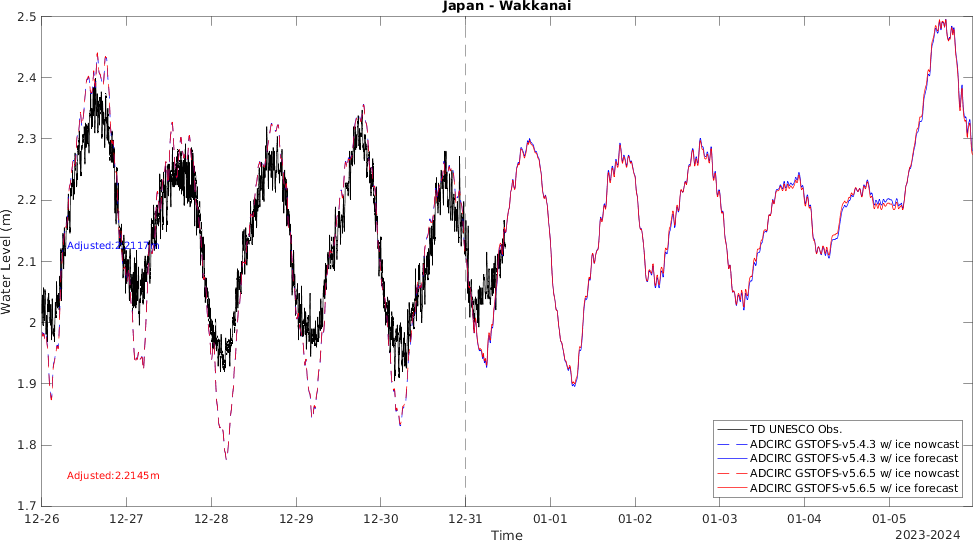 Japan - Wakkanai
Water Level (m)
2.5
2.4
2.3
2.2
2.1
2
1.9
1.8
1.7
Adjusted:2.2117m
Adjusted:2.2145m
TD UNESCO Obs.
ADCIRC GSTOFS-v5.4.3 w/ ice nowcast
ADCIRC GSTOFS-v5.4.3 w/ ice forecast
ADCIRC GSTOFS-v5.6.5 w/ ice nowcast
ADCIRC GSTOFS-v5.6.5 w/ ice forecast
12-26 12-27 12-28 12-29 12-30 12-31 01-01 01-02 01-03 01-04 01-05
Time
2023-2024